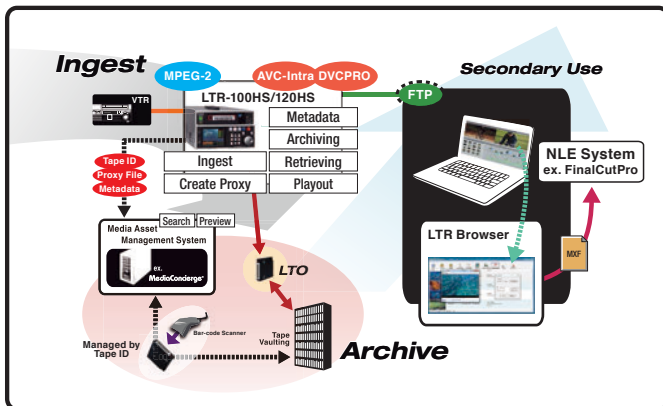 Ingest
MPEG-2
AVC-Intra
DVCPRO
Secondary Use
VTR
LTR-100HS/120HS
FTP
Metadata
Archiving
Ingest
Retrieving
Create Proxy
Playout
Tape ID
Proxy File
Metadata
NLE System
ex. FinalCutPro
Search
Preview
Media Asset
Management System
ex.
MediaConcierge®
LTO
LTR Browser
MXF
Bar-code Scanner
Managed by
Tape ID
Tape
Vaulting
Archive